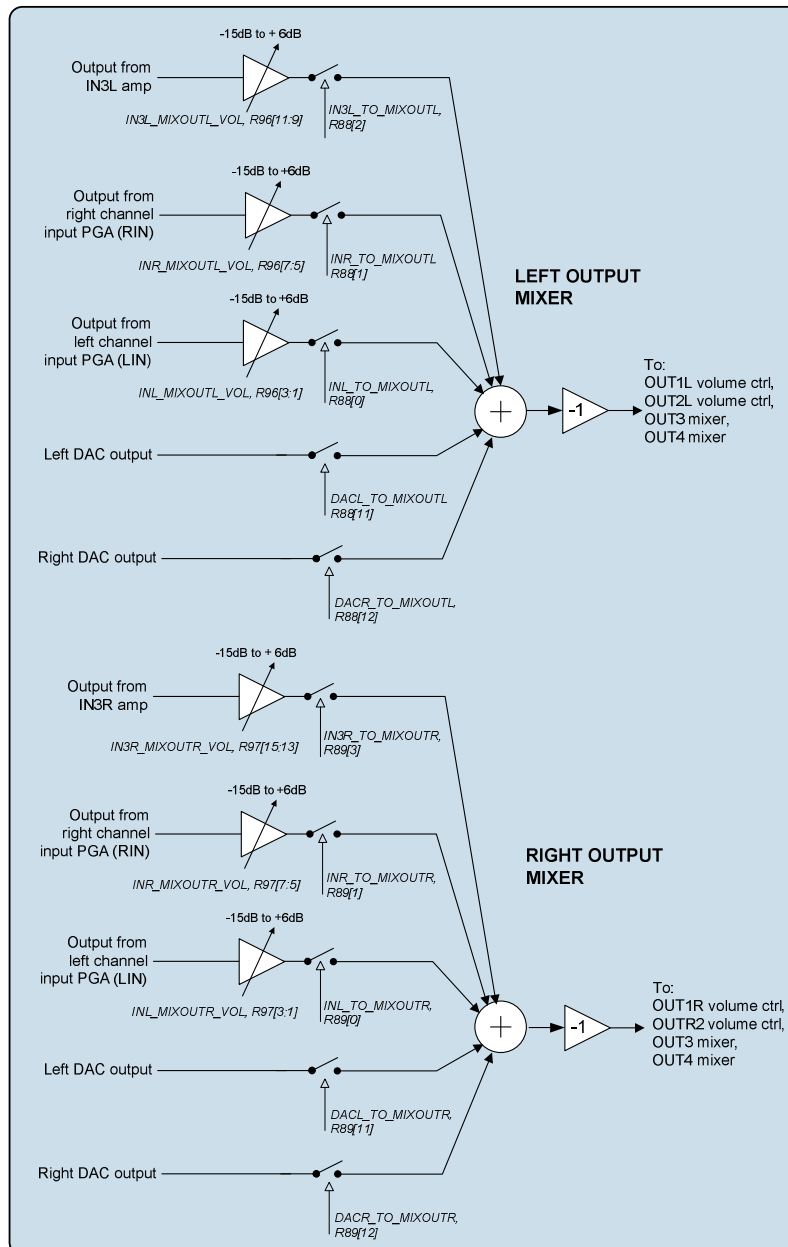 -15dB to + 6dB
Output from
IN3L amp
IN3L_MIXOUTL_VOL, R96[11:9]
IN3L_TO_MIXOUTL,
R88[2]
-15dB to +6dB
Output from
right channel
input PGA (RIN)
INR_MIXOUTL_VOL, R96[7:5]
INR_TO_MIXOUTL
R88[1]
LEFT OUTPUT
MIXER
-15dB to +6dB
Output from
left channel
input PGA (LIN)
INL_MIXOUTL_VOL, R96[3:1]
INL_TO_MIXOUTL,
R88[0]
+
-1
To:
OUT1L volume ctrl,
OUT2L volume ctrl,
OUT3 mixer,
OUT4 mixer
Left DAC output
DACL_TO_MIXOUTL
R88[11]
Right DAC output
DACR_TO_MIXOUTL,
R88[12]
-15dB to + 6dB
Output from
IN3R amp
IN3R_MIXOUTR_VOL, R97[15;13]
IN3R_TO_MIXOUTR,
R89[3]
-15dB to +6dB
Output from
right channel
input PGA (RIN)
INR_MIXOUTR_VOL, R97[7:5]
INR_TO_MIXOUTR,
R89[1]
RIGHT OUTPUT
MIXER
-15dB to +6dB
Output from
left channel
input PGA (LIN)
INL_MIXOUTR_VOL, R97[3;1]
INL_TO_MIXOUTR,
R89[0]
+
-1
To:
OUT1R volume ctrl,
OUTR2 volume ctrl,
OUT3 mixer,
OUT4 mixer
Left DAC output
DACL_TO_MIXOUTR,
R89[11]
Right DAC output
DACR_TO_MIXOUTR,
R89[12]